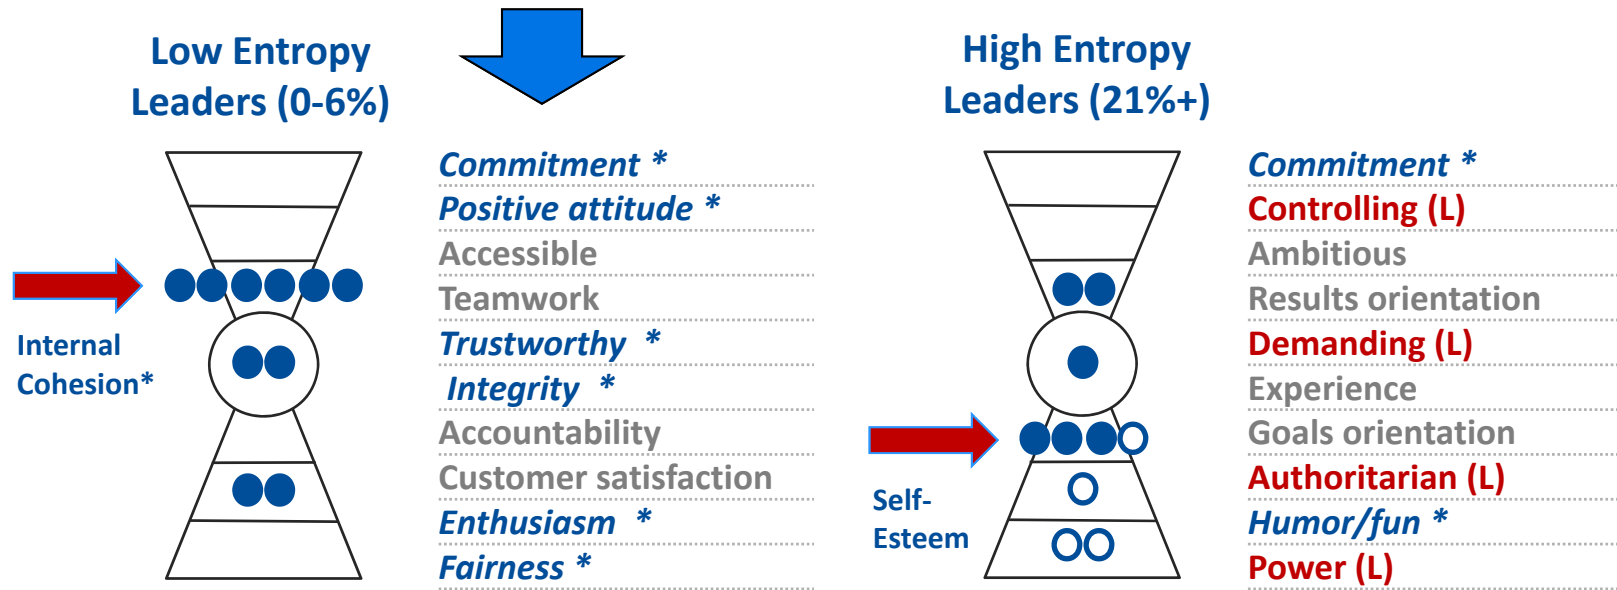 Low Entropy
Leaders (0-6%)
Internal
Cohesion*
Commitment *
Positive attitude *
Accessible
Teamwork
Trustworthy *
Integrity *
Accountability
Customer satisfaction
Enthusiasm *
Fairness *
High Entropy
Leaders (21%+)
Self-
Esteem
Commitment *
Controlling (L)
Ambitious
Results orientation
Demanding (L)
Experience
Goals orientation
Authoritarian (L)
Humor/fun *
Power (L)